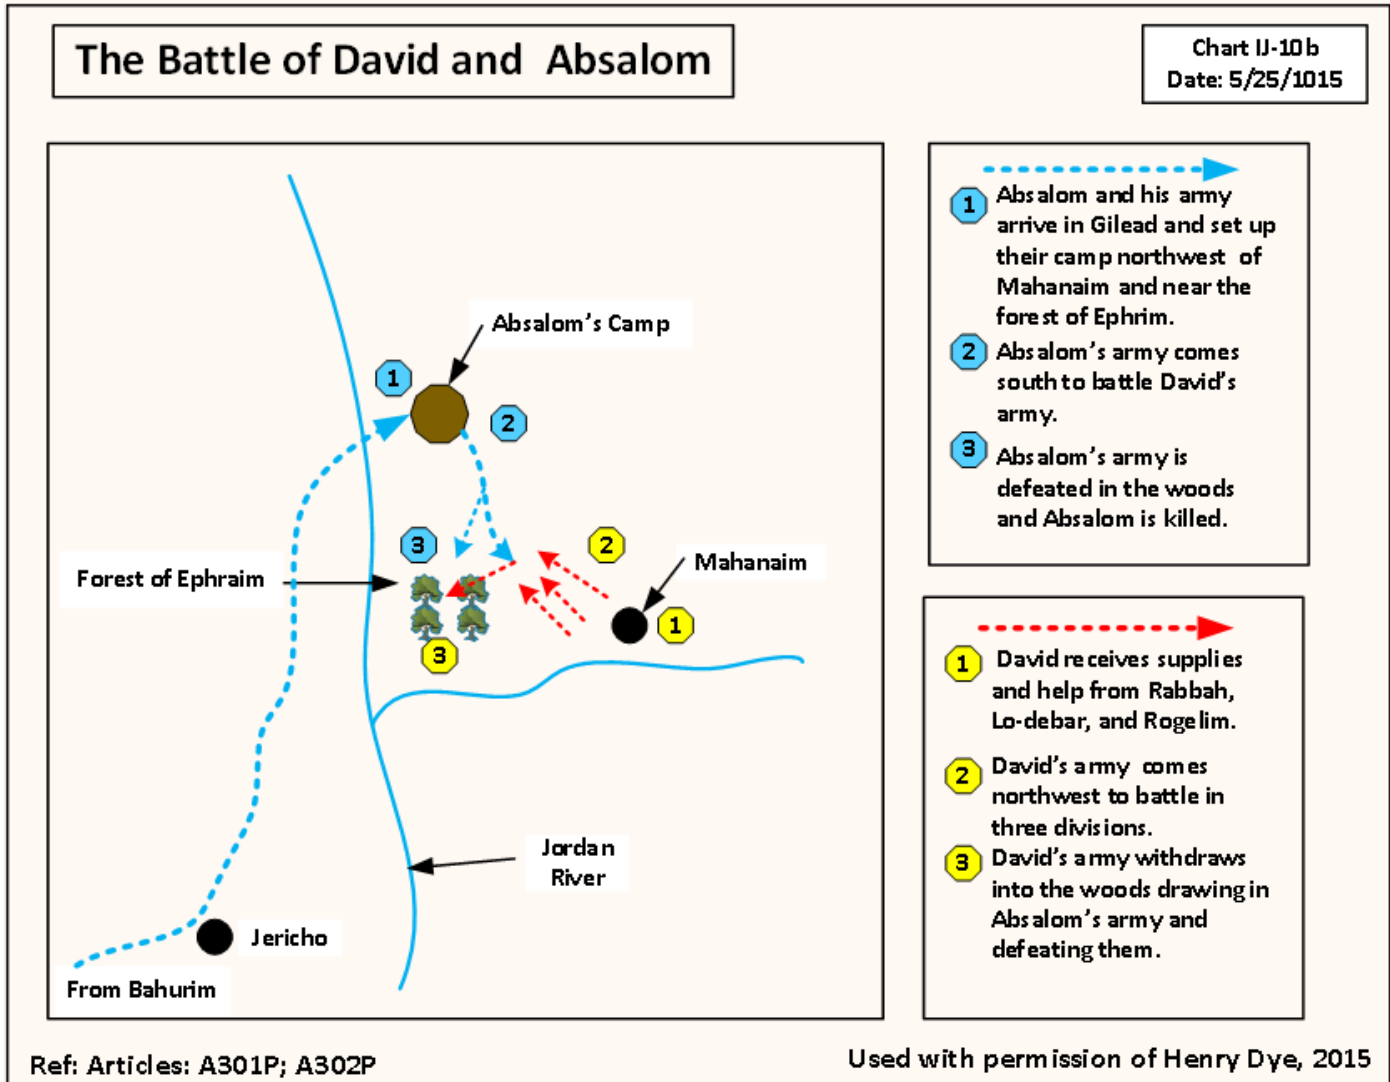 The Battle of David and Absalom
Chart IJ-10b
Date: 5/25/1015
Absalom's Camp
1
2
3
2
Forest of Ephraim
Mahanaim
1
3
Jordan
River
Jericho
From Bahurim
1 Absalom and his army
arrive in Gilead and set up
their camp northwest of
Mahanaim and near the
forest of Ephrim.
2 Absalom's army comes
south to battle David's
army.
3 Absalom's army is
defeated in the woods
and Absalom is killed.
1 David receives supplies
and help from Rabbah,
Lo-debar, and Rogelim.
2 David's army comes
northwest to battle in
three divisions.
3 David's army withdraws
into the woods drawing in
Absalom's army and
defeating them.
Ref: Articles: A301P; A302P
Used with permission of Henry Dye, 2015